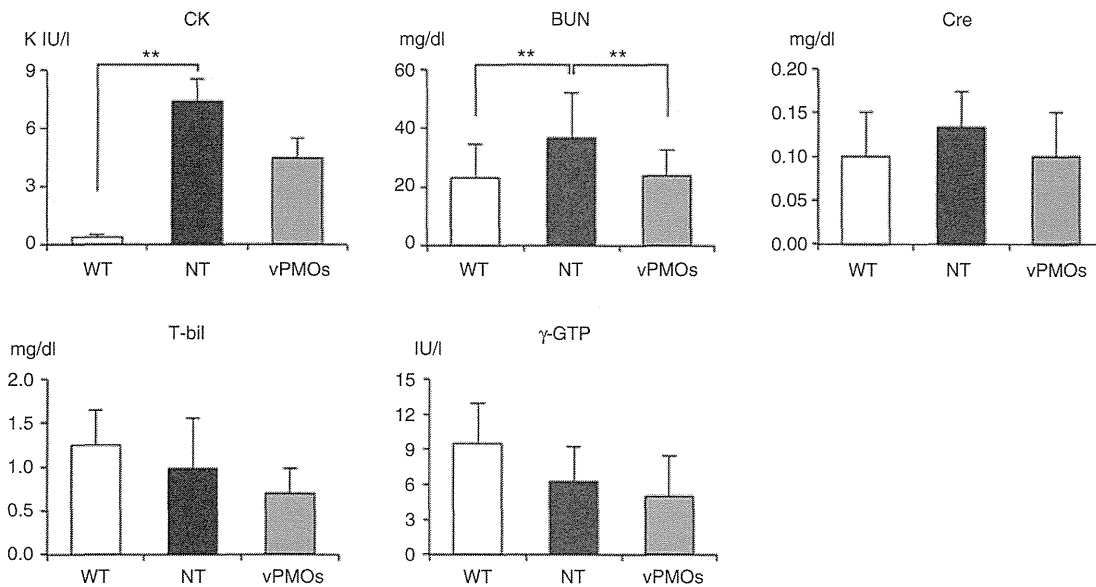 CK
K IU/l
**
9
6
3
0
WT NT vPMOs
BUN
mg/dl
** **
60
40
20
0
WT NT vPMOs
Cre
mg/dl
0.20
0.15
0.10
0.05
0.00
WT NT vPMOs
T-bil
mg/dl
2.0
1.5
1.0
0.5
0.0
WT NT vPMOs
γ-GTP
IU/l
15
12
9
6
3
0
WT NT vPMOs